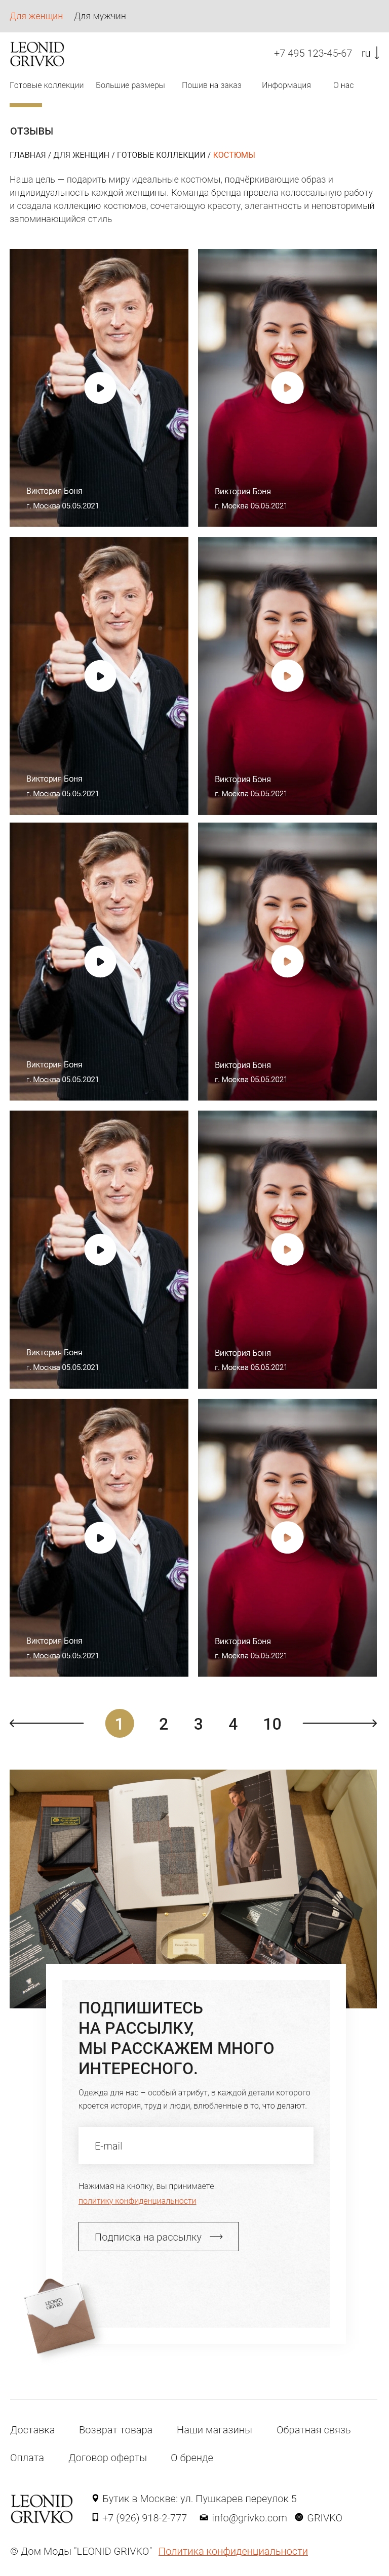 Для женщин Для мужчин
LEONID
GRIVKO
+7 495 123-45-67 ru
Готовые коллекции Большие размеры Пошив на заказ Информация О нас
ОТЗЫВЫ
ГЛАВНАЯ / ДЛЯ ЖЕНЩИН / ГОТОВЫЕ КОЛЛЕКЦИИ / КОСТЮМЫ
Наша цель — подарить миру идеальные костюмы, подчёркивающие образ и
индивидуальность каждой женщины. Команда бренда провела колоссальную работу
и создала коллекцию костюмов, сочетающую красоту, элегантность и неповторимый
запоминающийся стиль
Виктория Боня
г. Москва 05.05.2021
Виктория Боня
г. Москва 05.05.2021
Виктория Боня
г. Москва 05.05.2021
Виктория Боня
г. Москва 05.05.2021
Виктория Боня
г. Москва 05.05.2021
Виктория Боня
г. Москва 05.05.2021
Виктория Боня
г. Москва 05.05.2021
Виктория Боня
г. Москва 05.05.2021
Виктория Боня
г. Москва 05.05.2021
Виктория Боня
г. Москва 05.05.2021
1 2 3 4 10
ПОДПИШИТЕСЬ
НА РАССЫЛКУ,
МЫ РАССКАЖЕМ МНОГО
ИНТЕРЕСНОГО.
Одежда для нас – особый атрибут, в каждой детали которого
кроется история, труд и люди, влюбленные в то, что делают.
E-mail
Нажимая на кнопку, вы принимаете
политику конфиденциальности
Подписка на рассылку
LEONID
GRIVKO
Доставка Возврат товара Наши магазины Обратная связь
Оплата Договор оферты О бренде
LEONID
GRIVKO
Бутик в Москве: ул. Пушкарев переулок 5
+7 (926) 918-2-777 info@grivko.com GRIVKO
© Дом Моды "LEONID GRIVKO" Политика конфиденциальности